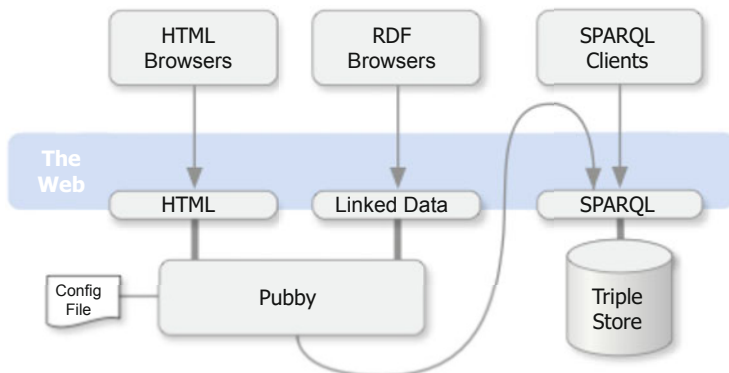 HTML
Browsers
RDF
Browsers
SPARQL
Clients
The
Web
HTML
Linked Data
SPARQL
Config
File
Pubby
Triple
Store